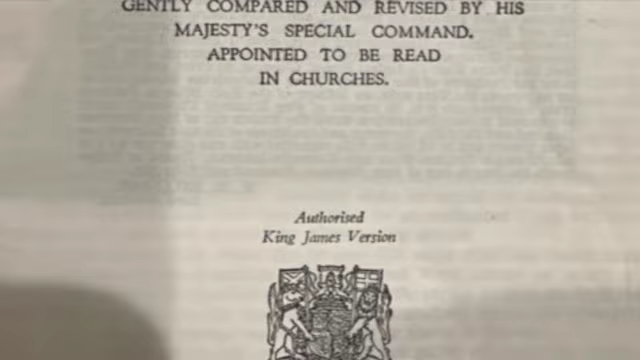 GENTLY COMPARED AND REVISED BY HIS
MAJESTY'S SPECIAL COMMAND.
APPOINTED TO BE READ
IN CHURCHES.
Authorised
King James Version